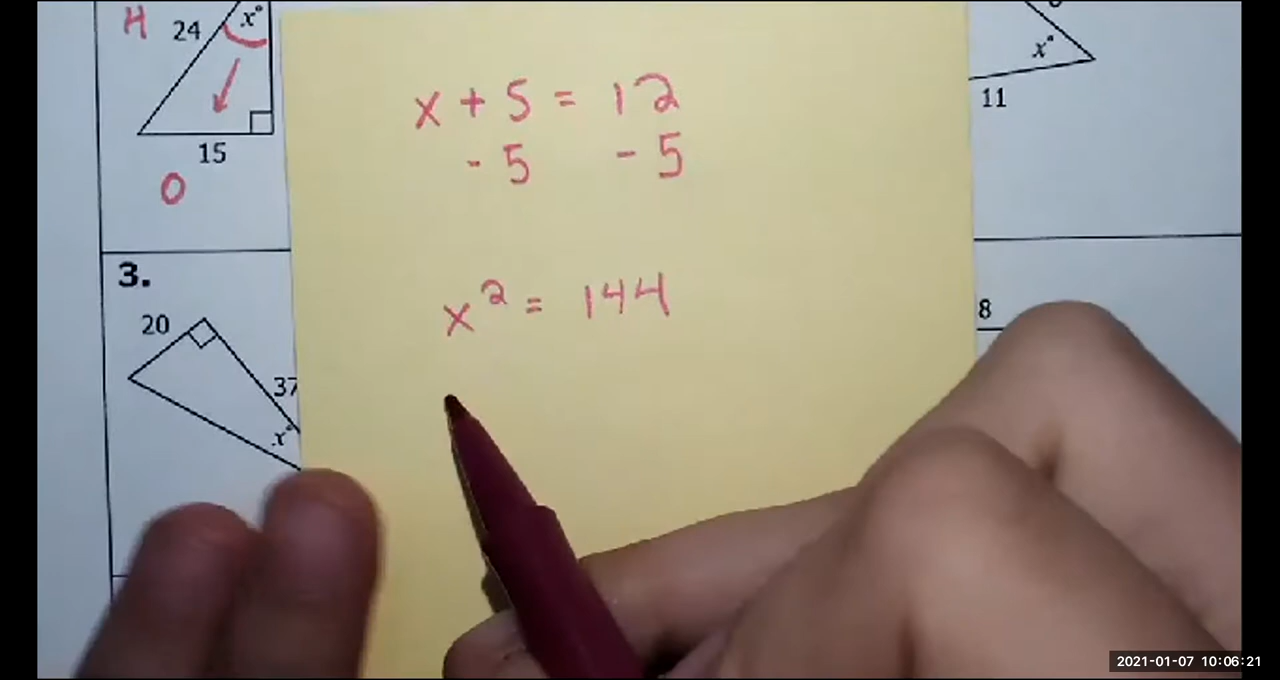 H 24 x°
15
O
x + 5 = 12
- 5 - 5
x² = 144
3.
20
37
x°
x°
11
8
2021-01-07 10:06:21